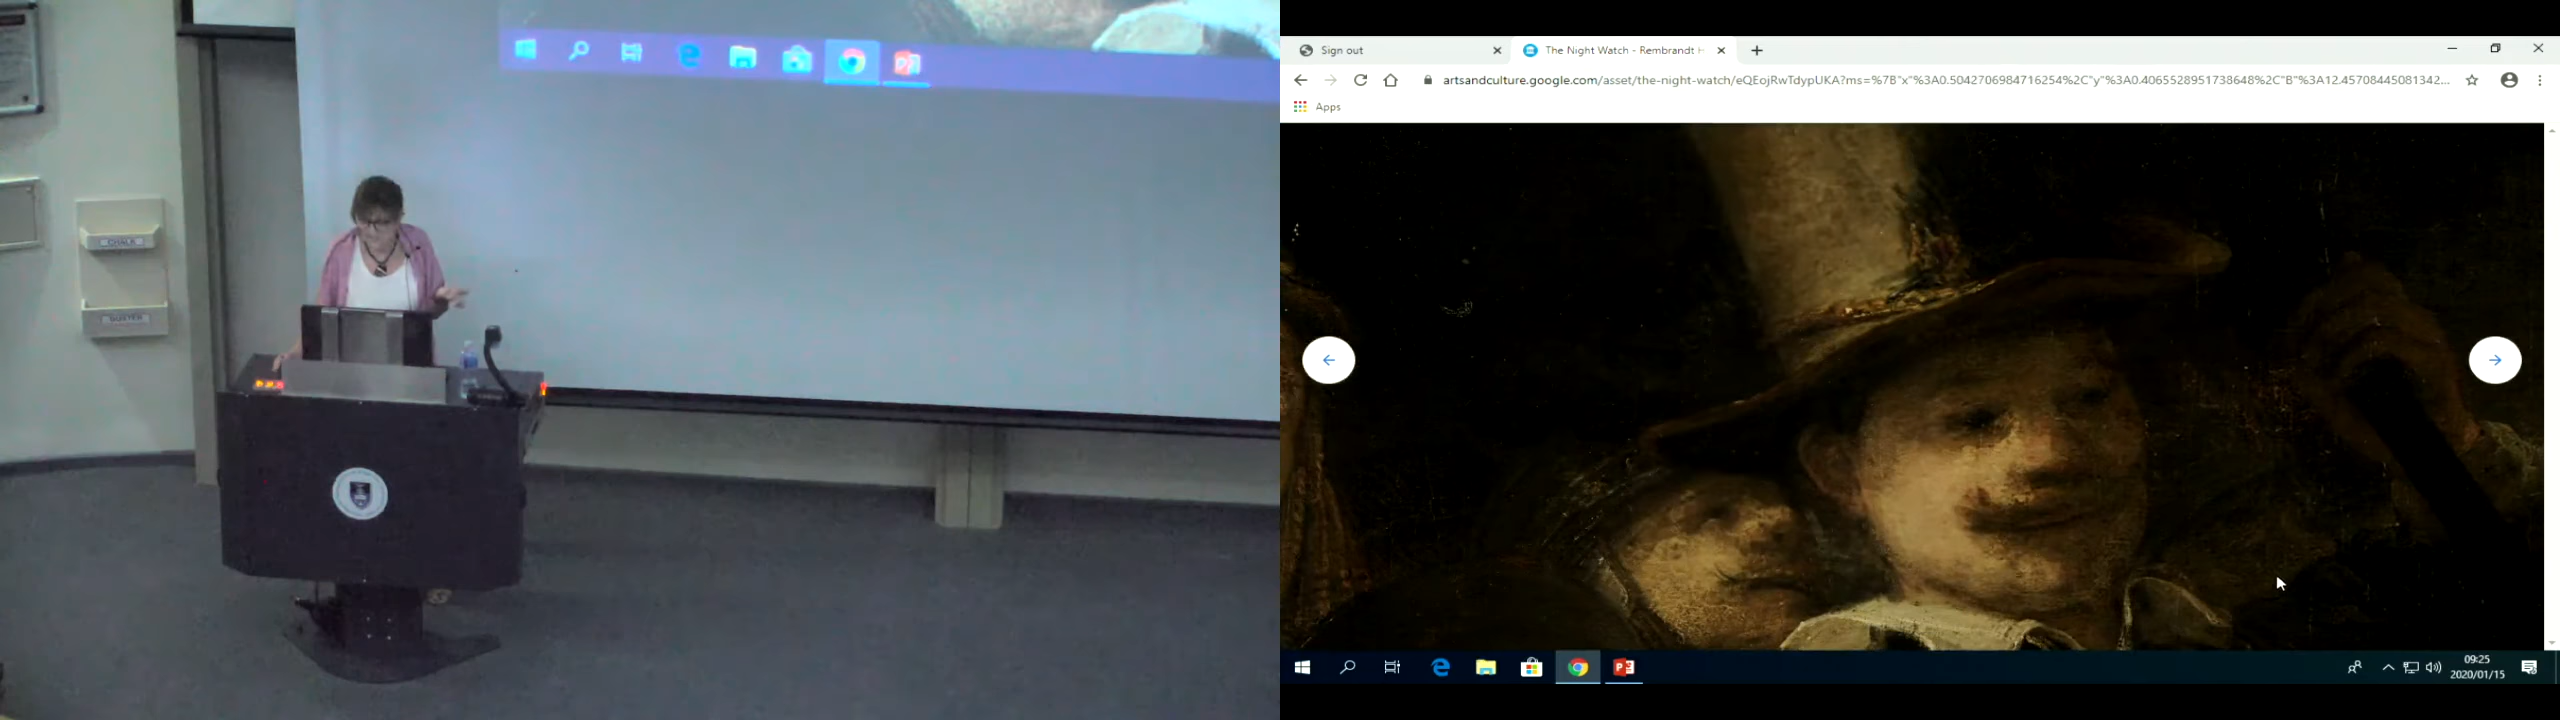 CHALK
DUSTER
Sign out
The Night Watch - Rembrandt H
artsandculture.google.com/asset/the-night-watch/eQEojRwTdypUKA?ms=%7B"x"%3A0.5042706984716254%2C"y"%3A0.4065528951738648%2C"B"%3A12.45708445081342...
Apps
09:25
2020/01/15